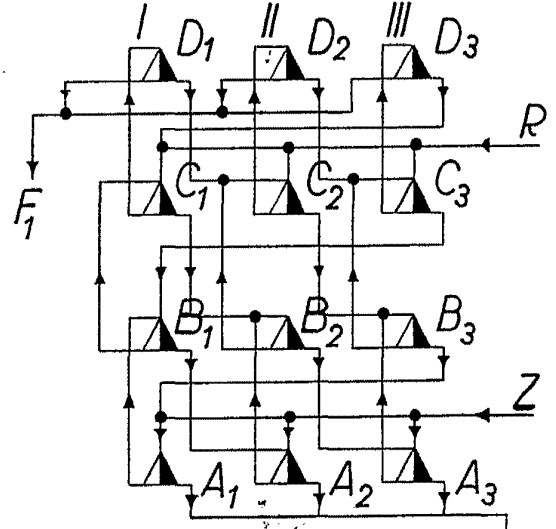 I II III
D1 D2 D3
R
F1
C1 C2 C3
B1 B2 B3
Z
A1 A2 A3